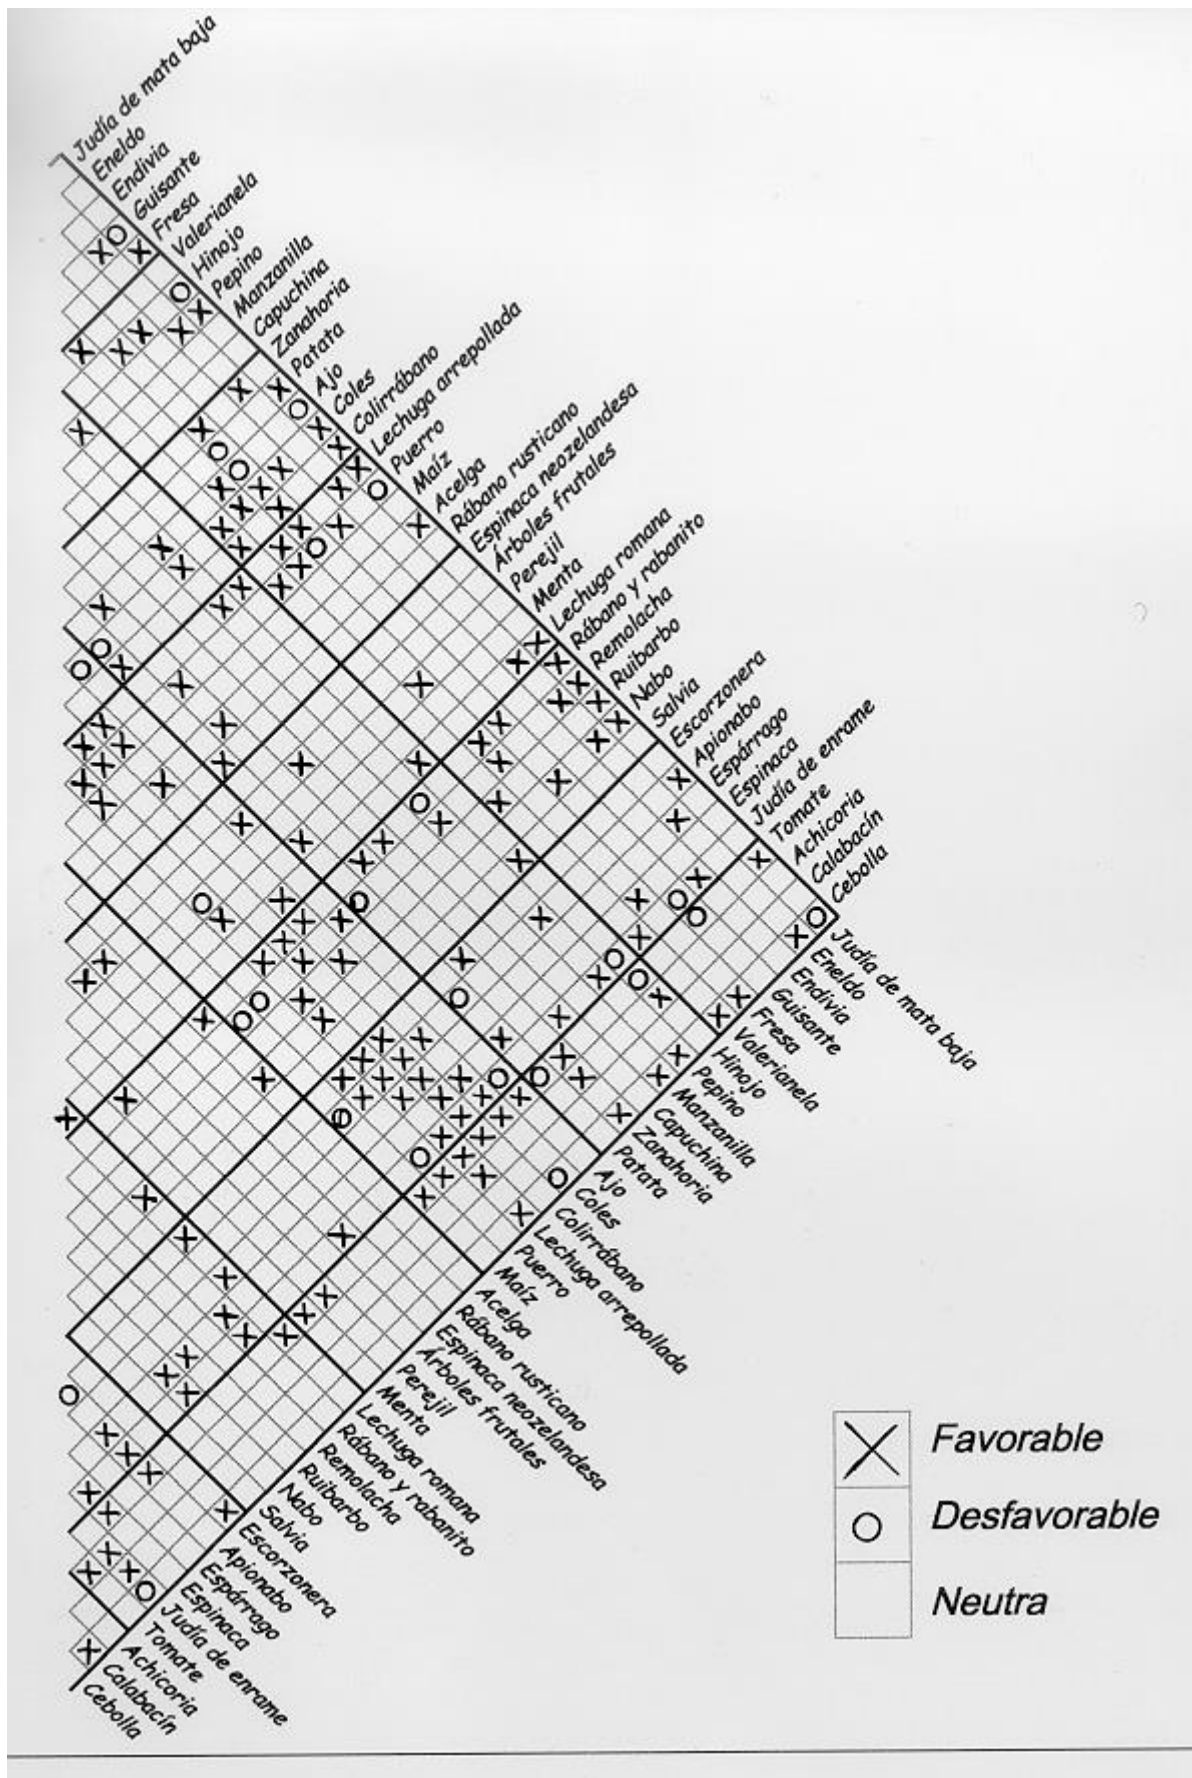 Judía de mata baja
Eneldo
Endivia
Guisante
Fresa
Valerianela
Hinojo
Pepino
Manzanilla
Capuchina
Zanahoria
Patata
Ajo
Coles
Colirrábano
Lechuga arrepollada
Puerro
Maíz
Acelga
Rábano rusticano
Espinaca neozelandesa
Árboles frutales
Perejil
Menta
Lechuga romana
Rábano y rabanito
Remolacha
Ruibarbo
Nabo
Salvia
Escorzonera
Apionabo
Espárrago
Espinaca
Judía de enrame
Tomate
Achicoria
Calabacín
Cebolla
Judía de mata baja
Eneldo
Endivia
Guisante
Fresa
Valerianela
Hinojo
Pepino
Manzanilla
Capuchina
Zanahoria
Patata
Ajo
Coles
Colirrábano
Lechuga arrepollada
Puerro
Maíz
Acelga
Rábano rusticano
Espinaca neozelandesa
Árboles frutales
Perejil
Menta
Lechuga romana
Rábano y rabanito
Remolacha
Ruibarbo
Nabo
Salvia
Escorzonera
Apionabo
Espárrago
Espinaca
Judía de enrame
Tomate
Achicoria
Calabacín
Cebolla
Favorable
Desfavorable
Neutra